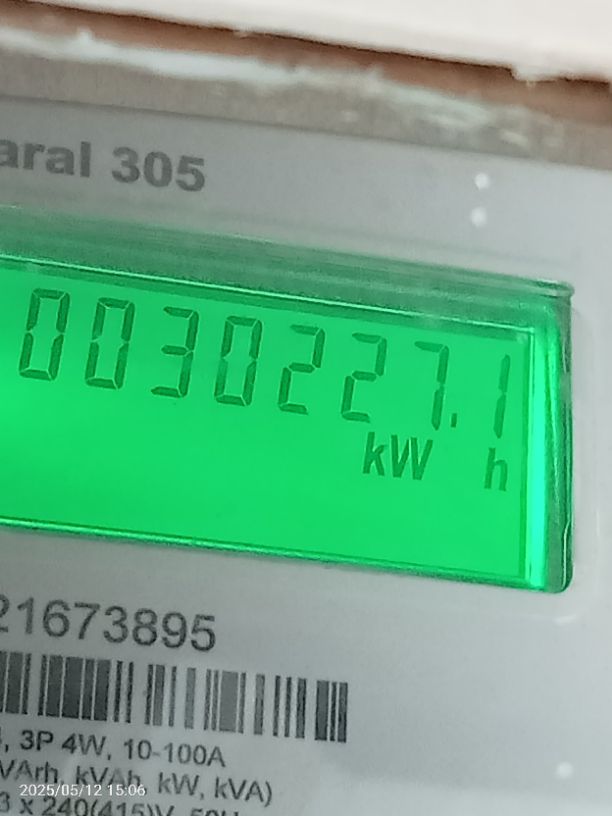 aral 305
0030227.1
kW h
21673895
, 3P 4W, 10-100A
VArh, kVAh, kW, kVA)
2025/05/12 15:06
3 x 240(415)V, 50H